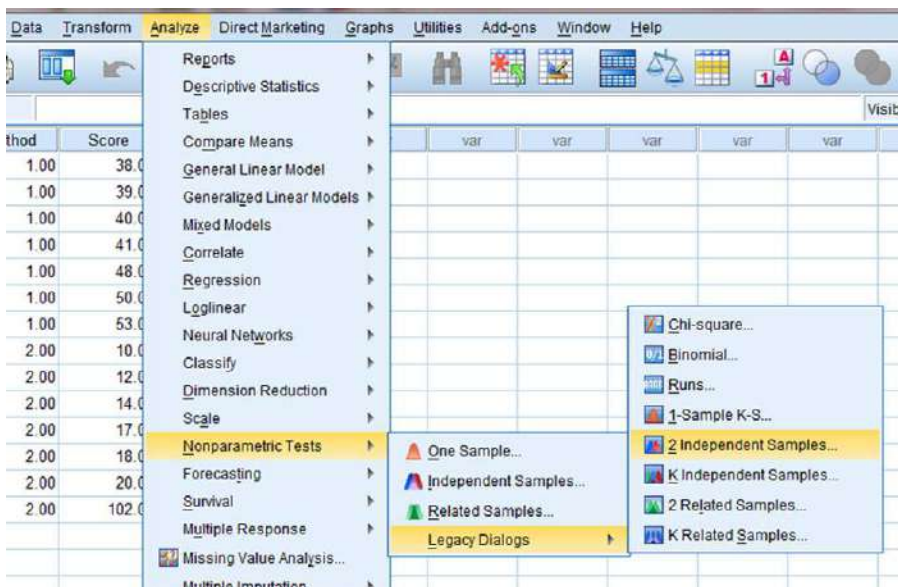 Data Transform Analyze Direct Marketing Graphs Utilities Add-ons Window Help
Reports
Descriptive Statistics
Tables
Compare Means
General Linear Model
Generalized Linear Models
Mixed Models
Correlate
Regression
Loglinear
Neural Networks
Classify
Dimension Reduction
Scale
Nonparametric Tests
Forecasting
Survival
Multiple Response
Missing Value Analysis...
Multiple Imputation
One Sample...
Independent Samples...
Related Samples...
Legacy Dialogs
Chi-square...
Binomial...
Runs...
1-Sample K-S...
2 Independent Samples...
K Independent Samples...
2 Related Samples...
K Related Samples...
A
1
Visib
thod Score var var var var var
1.00 38.0
1.00 39.0
1.00 40.0
1.00 41.0
1.00 48.0
1.00 50.0
1.00 53.0
2.00 10.0
2.00 12.0
2.00 14.0
2.00 17.0
2.00 18.0
2.00 20.0
2.00 102.0